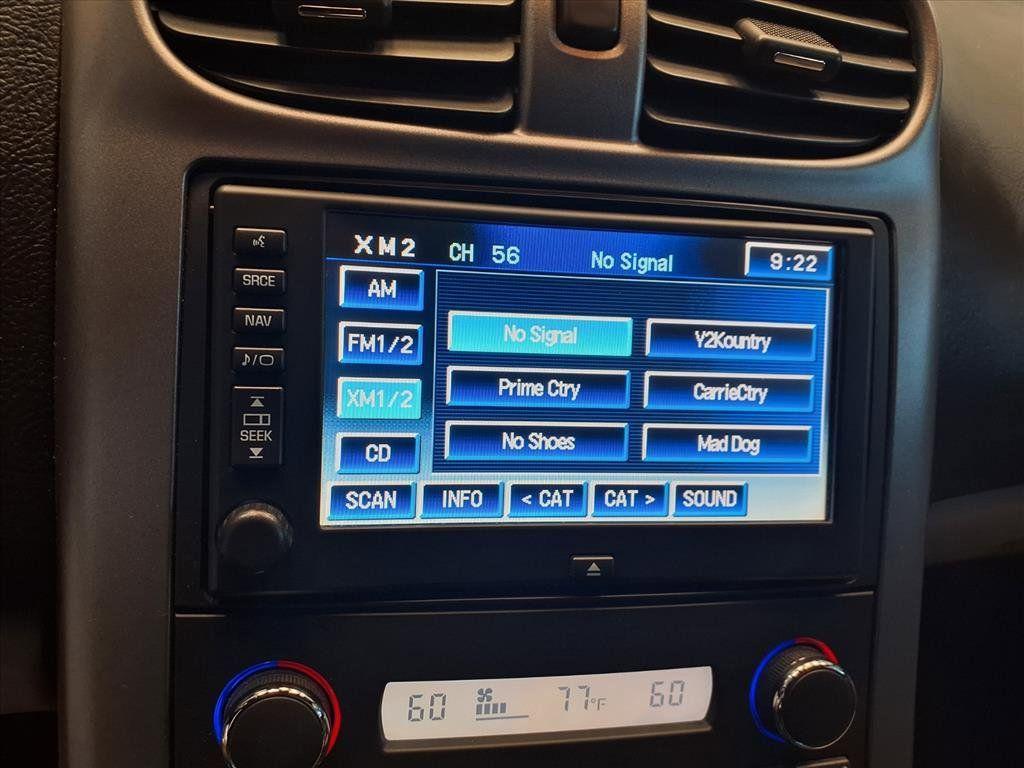 XM2 CH 56 No Signal 9:22
SRCE
NAV
SEEK
AM
FM1/2
XM1/2
CD
No Signal Y2Kountry
Prime Ctry CarrieCtry
No Shoes Mad Dog
SCAN INFO < CAT CAT > SOUND
60 77°F 60